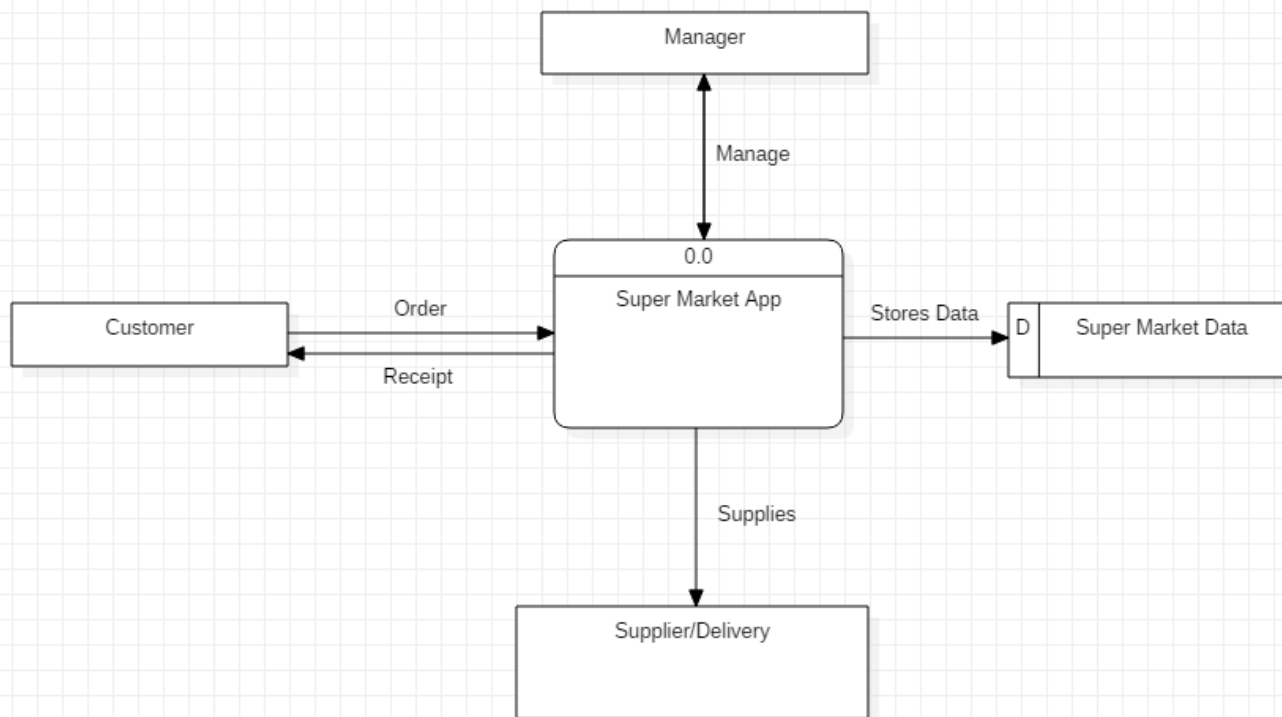 Manager
Manage
0.0
Super Market App
Customer
Order
Receipt
Stores Data
D
Super Market Data
Supplies
Supplier/Delivery